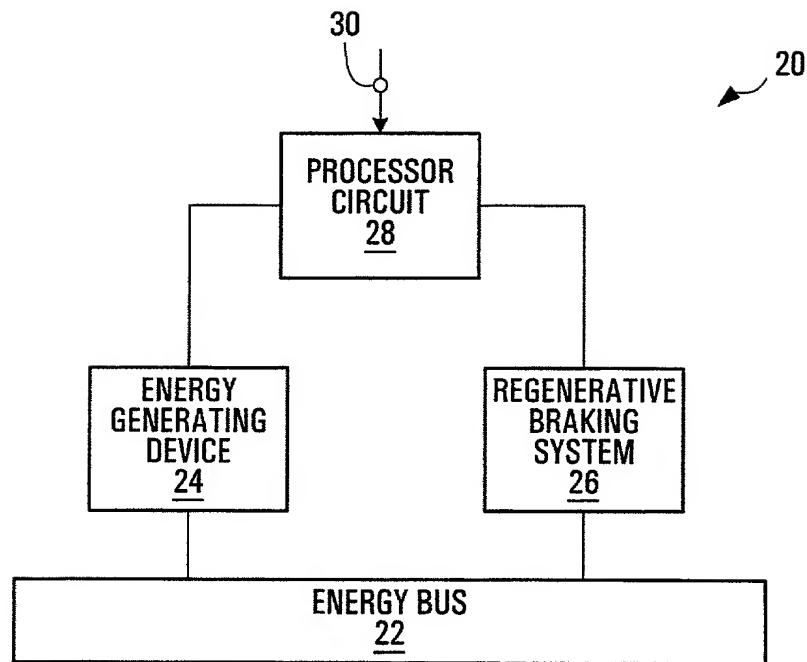 30
20
PROCESSOR
CIRCUIT
28
ENERGY
GENERATING
DEVICE
24
REGENERATIVE
BRAKING
SYSTEM
26
ENERGY BUS
22